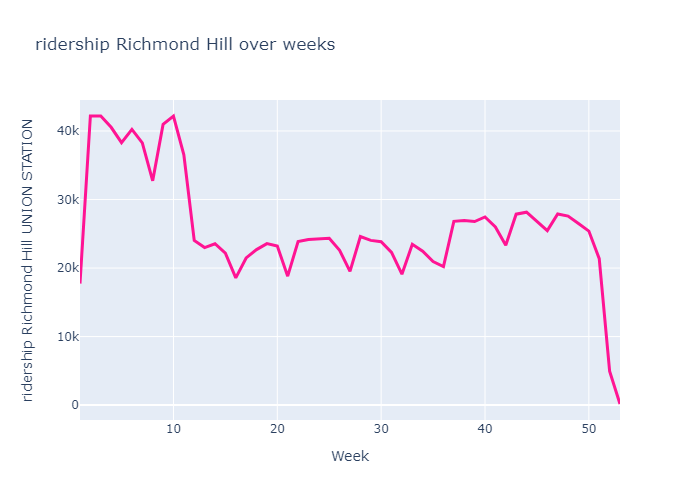 ridership Richmond Hill over weeks
ridership Richmond Hill UNION STATION
40k
30k
20k
10k
0
10
20
30
40
50
Week